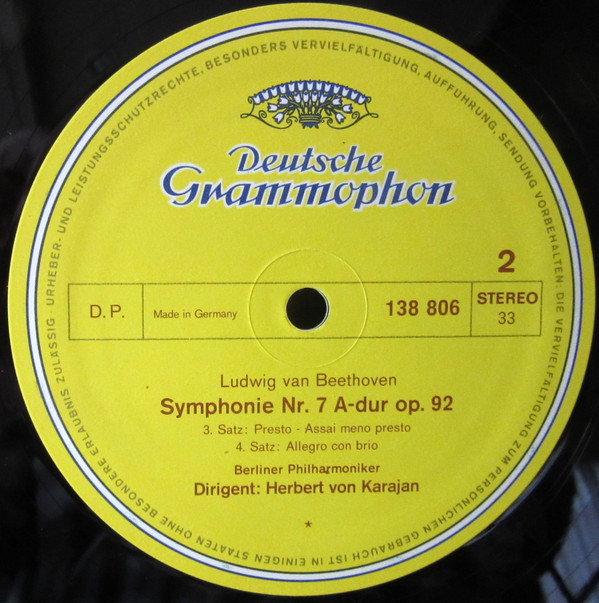 URHEBER- UND LEISTUNGSSCHUTZRECHTE, BESONDERS VERVIELFÄLTIGUNG, AUFFÜHRUNG, SENDUNG VORBEHALTEN: DIE VERVIELFÄLTIGUNG ZUM PERSÖNLICHEN GEBRAUCH IST IN EINIGEN STAATEN OHNE BESONDERE ERLAUBNIS ZULÄSSIG ·
Deutsche
Grammophon
2
D.P. Made in Germany 138 806 STEREO
33
Ludwig van Beethoven
Symphonie Nr. 7 A-dur op. 92
3. Satz: Presto - Assai meno presto
4. Satz: Allegro con brio
Berliner Philharmoniker
Dirigent: Herbert von Karajan
*